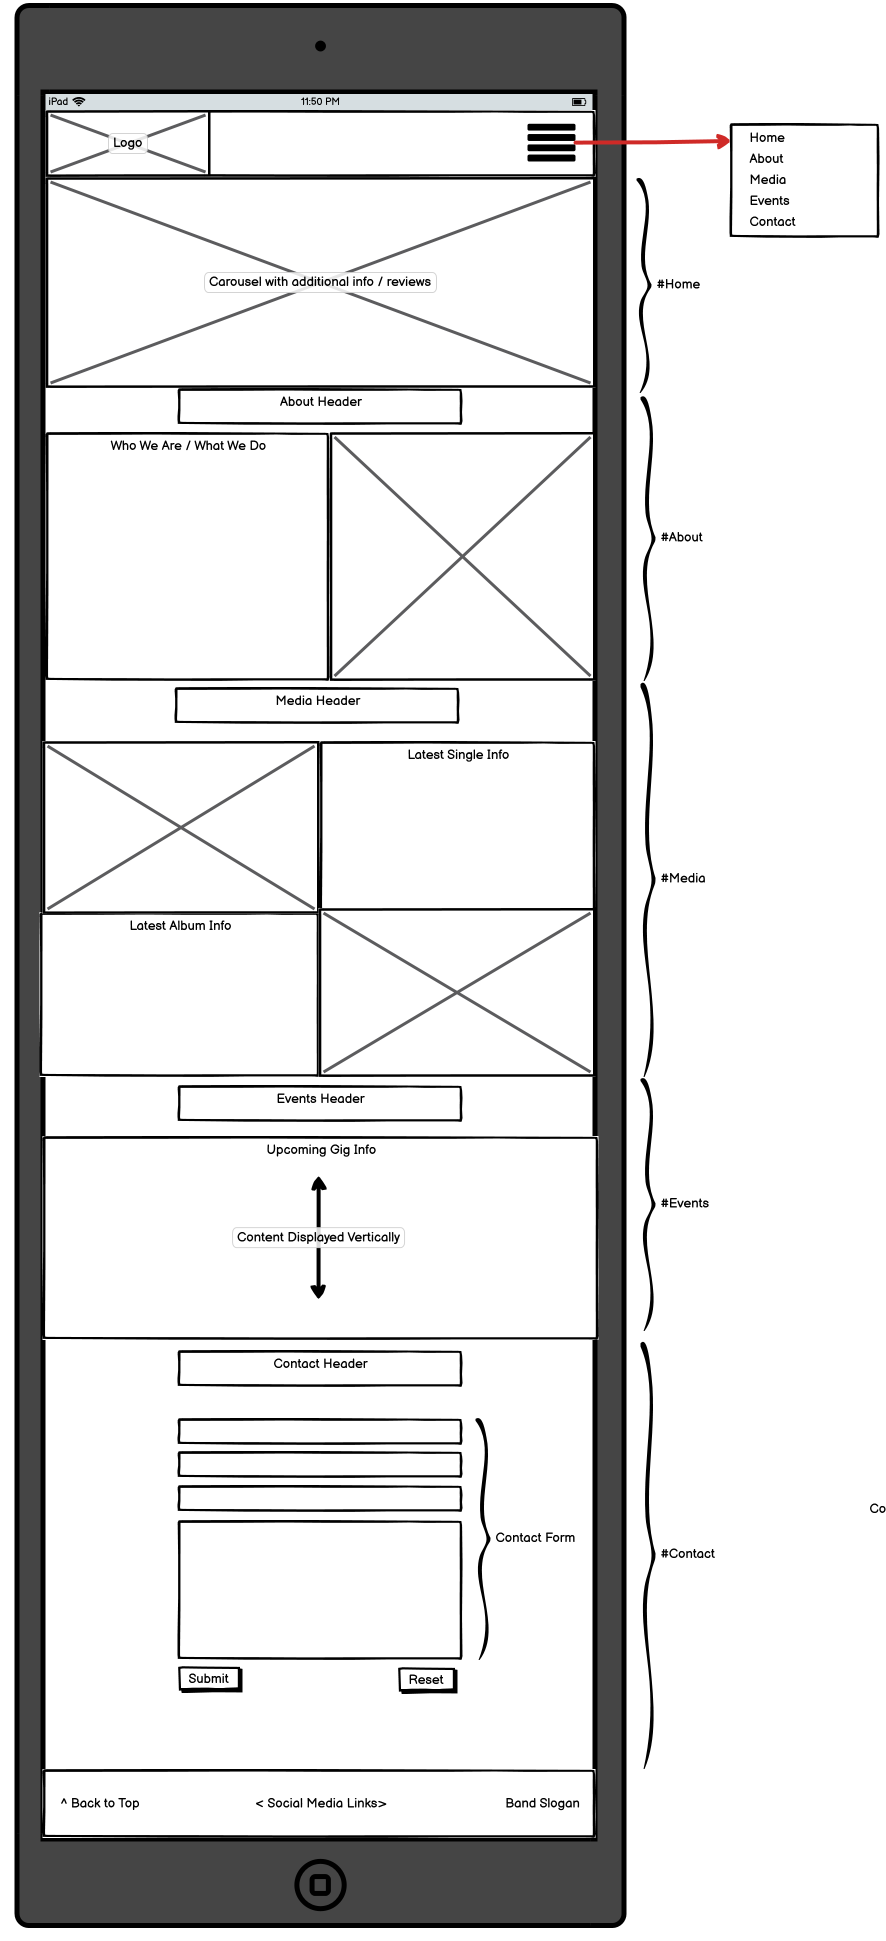 iPad
11:50 PM
Logo
Home
About
Media
Events
Contact
Carousel with additional info / reviews
#Home
About Header
Who We Are / What We Do
#About
Media Header
Latest Single Info
#Media
Latest Album Info
Events Header
Upcoming Gig Info
#Events
Content Displayed Vertically
Contact Header
Co
Contact Form
#Contact
Submit
Reset
^ Back to Top
< Social Media Links>
Band Slogan